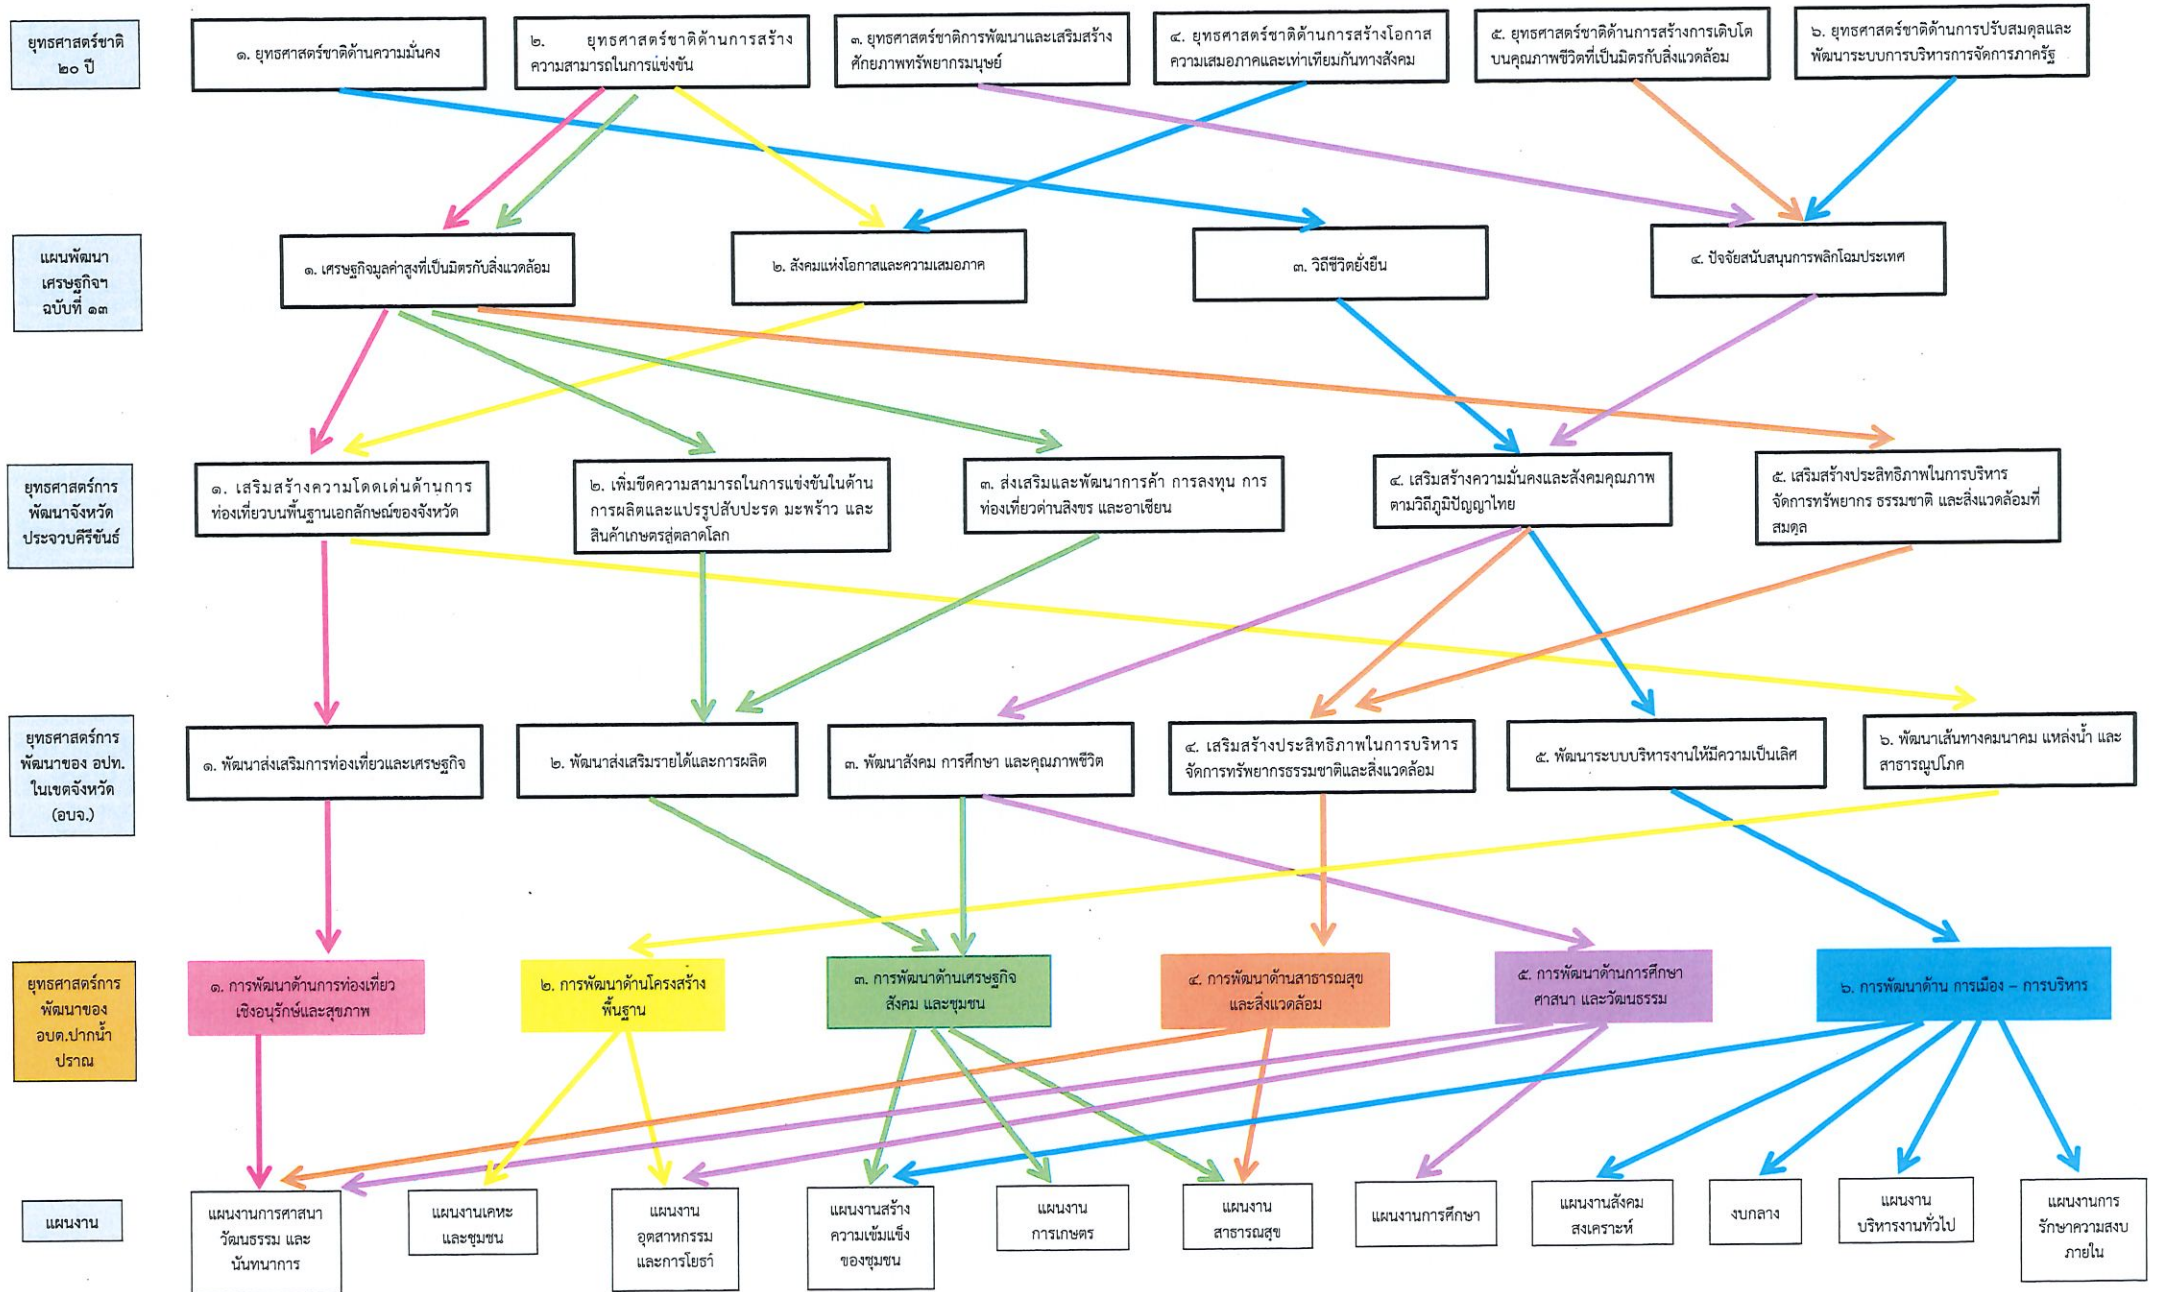 ยุทธศาสตร์ชาติ
๒๐ ปี
๑. ยุทธศาสตร์ชาติด้านความมั่นคง
๒. ยุทธศาสตร์ชาติด้านการสร้าง
ความสามารถในการแข่งขัน
๓. ยุทธศาสตร์ชาติการพัฒนาและเสริมสร้าง
ศักยภาพทรัพยากรมนุษย์
๔. ยุทธศาสตร์ชาติด้านการสร้างโอกาส
ความเสมอภาคและเท่าเทียมกันทางสังคม
๕. ยุทธศาสตร์ชาติด้านการสร้างการเติบโต
บนคุณภาพชีวิตที่เป็นมิตรกับสิ่งแวดล้อม
๖. ยุทธศาสตร์ชาติด้านการปรับสมดุลและ
พัฒนาระบบการบริหารการจัดการภาครัฐ
แผนพัฒนา
เศรษฐกิจฯ
ฉบับที่ ๑๓
๑. เศรษฐกิจมูลค่าสูงที่เป็นมิตรกับสิ่งแวดล้อม
๒. สังคมแห่งโอกาสและความเสมอภาค
๓. วิถีชีวิตยั่งยืน
๔. ปัจจัยสนับสนุนการพลิกโฉมประเทศ
ยุทธศาสตร์การ
พัฒนาจังหวัด
ประจวบคีรีขันธ์
๑. เสริมสร้างความโดดเด่นด้านการ
ท่องเที่ยวบนพื้นฐานเอกลักษณ์ของจังหวัด
๒. เพิ่มขีดความสามารถในการแข่งขันในด้าน
การผลิตและแปรรูปสับปะรด มะพร้าว และ
สินค้าเกษตรสู่ตลาดโลก
๓. ส่งเสริมและพัฒนาการค้า การลงทุน การ
ท่องเที่ยวด่านสิงขร และอาเซียน
๔. เสริมสร้างความมั่นคงและสังคมคุณภาพ
ตามวิถีภูมิปัญญาไทย
๕. เสริมสร้างประสิทธิภาพในการบริหาร
จัดการทรัพยากร ธรรมชาติ และสิ่งแวดล้อมที่
สมดุล
ยุทธศาสตร์การ
พัฒนาของ อปท.
ในเขตจังหวัด
(อบจ.)
๑. พัฒนาส่งเสริมการท่องเที่ยวและเศรษฐกิจ
๒. พัฒนาส่งเสริมรายได้และการผลิต
๓. พัฒนาสังคม การศึกษา และคุณภาพชีวิต
๔. เสริมสร้างประสิทธิภาพในการบริหาร
จัดการทรัพยากรธรรมชาติและสิ่งแวดล้อม
๕. พัฒนาระบบบริหารงานให้มีความเป็นเลิศ
๖. พัฒนาเส้นทางคมนาคม แหล่งน้ำ และ
สาธารณูปโภค
ยุทธศาสตร์การ
พัฒนาของ
อบต.ปากน้ำ
ปราณ
๑. การพัฒนาด้านการท่องเที่ยว
เชิงอนุรักษ์และสุขภาพ
๒. การพัฒนาด้านโครงสร้าง
พื้นฐาน
๓. การพัฒนาด้านเศรษฐกิจ
สังคม และชุมชน
๔. การพัฒนาด้านสาธารณสุข
และสิ่งแวดล้อม
๕. การพัฒนาด้านการศึกษา
ศาสนา และวัฒนธรรม
๖. การพัฒนาด้าน การเมือง – การบริหาร
แผนงาน
แผนงานการศาสนา
วัฒนธรรม และ
นันทนาการ
แผนงานเคหะ
และชุมชน
แผนงาน
อุตสาหกรรม
และการโยธา
แผนงานสร้าง
ความเข้มแข็ง
ของชุมชน
แผนงาน
การเกษตร
แผนงาน
สาธารณสุข
แผนงานการศึกษา
แผนงานสังคม
สงเคราะห์
งบกลาง
แผนงาน
บริหารงานทั่วไป
แผนงานการ
รักษาความสงบ
ภายใน